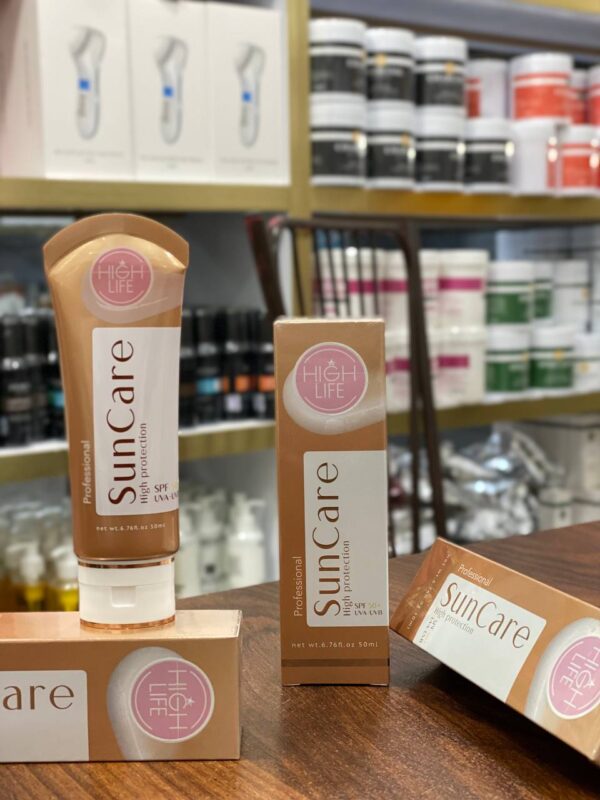 HIGH
LIFE
Professional
SunCare
High protection
SPF 50+
UVA-UVB
net wt.6.76fl.oz 50ml
HIGH
LIFE
Professional
SunCare
High protection
SPF 50+
UVA-UVB
net wt.6.76fl.oz 50ml
Professional
SunCare
High protection
HIGH
LIFE
are
HIGH
LIFE